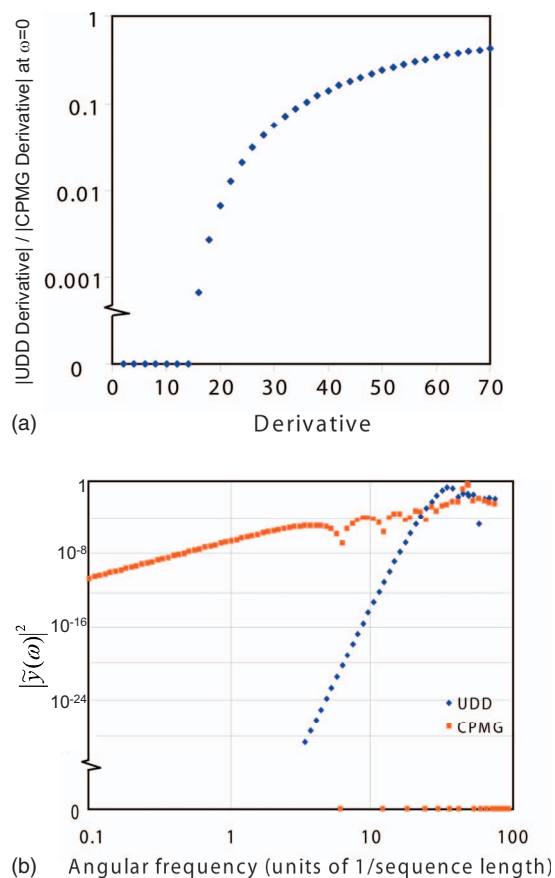 |UDD Derivative| / |CPMG Derivative| at ω=0
1
0.1
0.01
0.001
0
0 10 20 30 40 50 60 70
(a) Derivative
|ỹ(ω)|²
1
10⁻⁸
10⁻¹⁶
10⁻²⁴
0
UDD
CPMG
0.1 1 10 100
(b) Angular frequency (units of 1/sequence length)